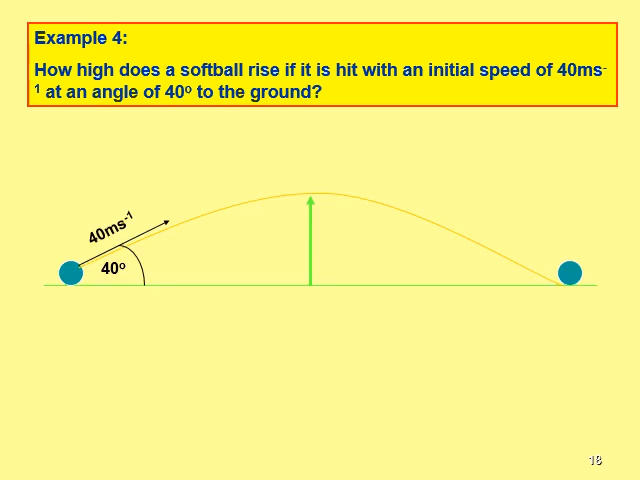 Example 4:
How high does a softball rise if it is hit with an initial speed of 40ms-
1 at an angle of 40o to the ground?
40ms-1
40o
18